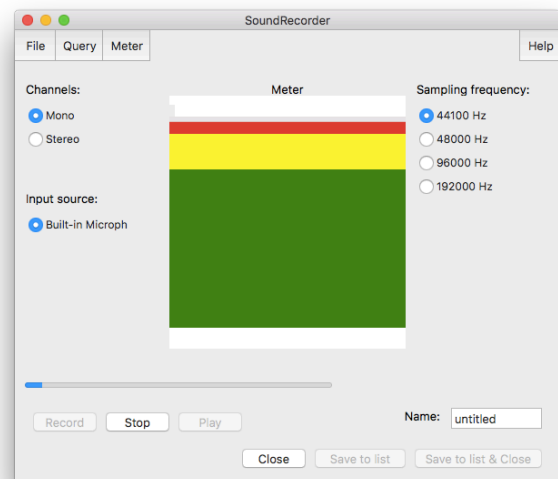 SoundRecorder
File Query Meter Help
Channels: Meter Sampling frequency:
Mono 44100 Hz
Stereo 48000 Hz
96000 Hz
192000 Hz
Input source:
Built-in Microph
Record Stop Play Name: untitled
Close Save to list Save to list & Close